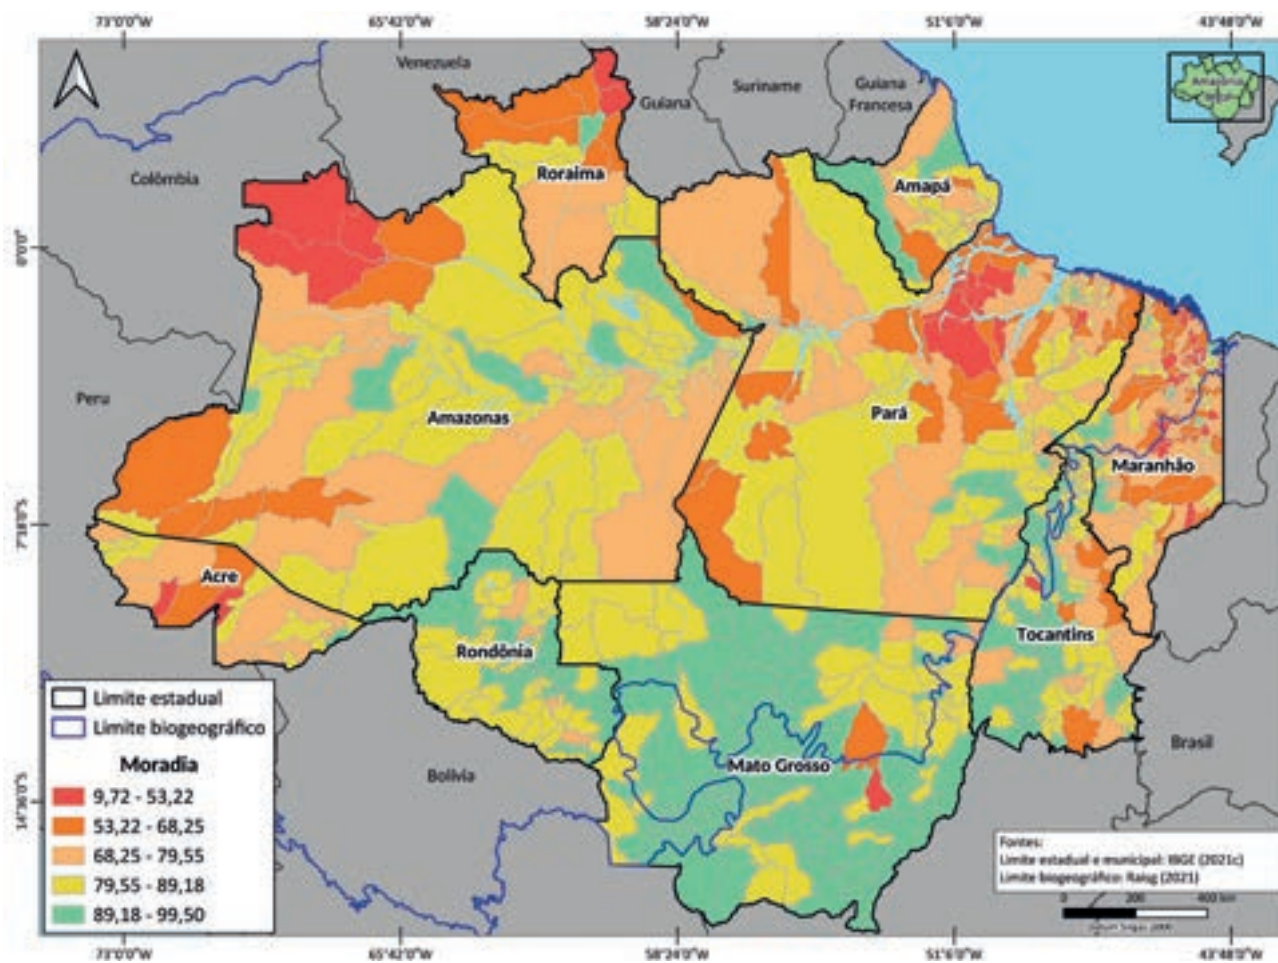 73°0'0"W 65°42'0"W 58°24'0"W 51°6'0"W 43°48'0"W
Venezuela
Guiana
Suriname
Guiana
Francesa
Colômbia
Roraima
Amapá
0°0'0"S
Peru
Amazonas
Pará
Maranhão
7°18'0"S
Acre
Rondônia
Tocantins
Limite estadual
Limite biogeográfico
Moradia
9,72 - 53,22
53,22 - 68,25
68,25 - 79,55
79,55 - 89,18
89,18 - 99,50
Bolívia
Mato Grosso
Brasil
14°36'0"S
Fontes:
Limite estadual e municipal: IBGE (2021c)
Limite biogeográfico: Raisg (2021)
0 200 400 km
73°0'0"W 65°42'0"W 58°24'0"W 51°6'0"W 43°48'0"W